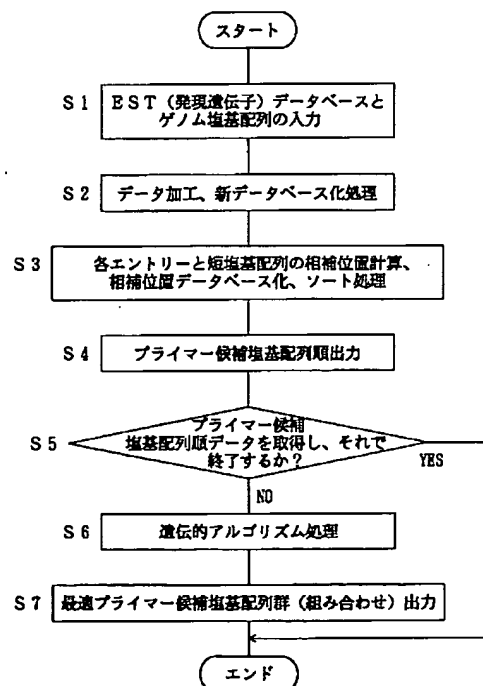 スタート
S1
EST（発現遺伝子）データベースと
ゲノム塩基配列の入力
S2
データ加工、新データベース化処理
S3
各エントリーと短塩基配列の相補位置計算、
相補位置データベース化、ソート処理
S4
プライマー候補塩基配列順出力
S5
プライマー候補
塩基配列順データを取得し、それで
終了するか？
YES
NO
S6
遺伝的アルゴリズム処理
S7
最適プライマー候補塩基配列群（組み合わせ）出力
エンド